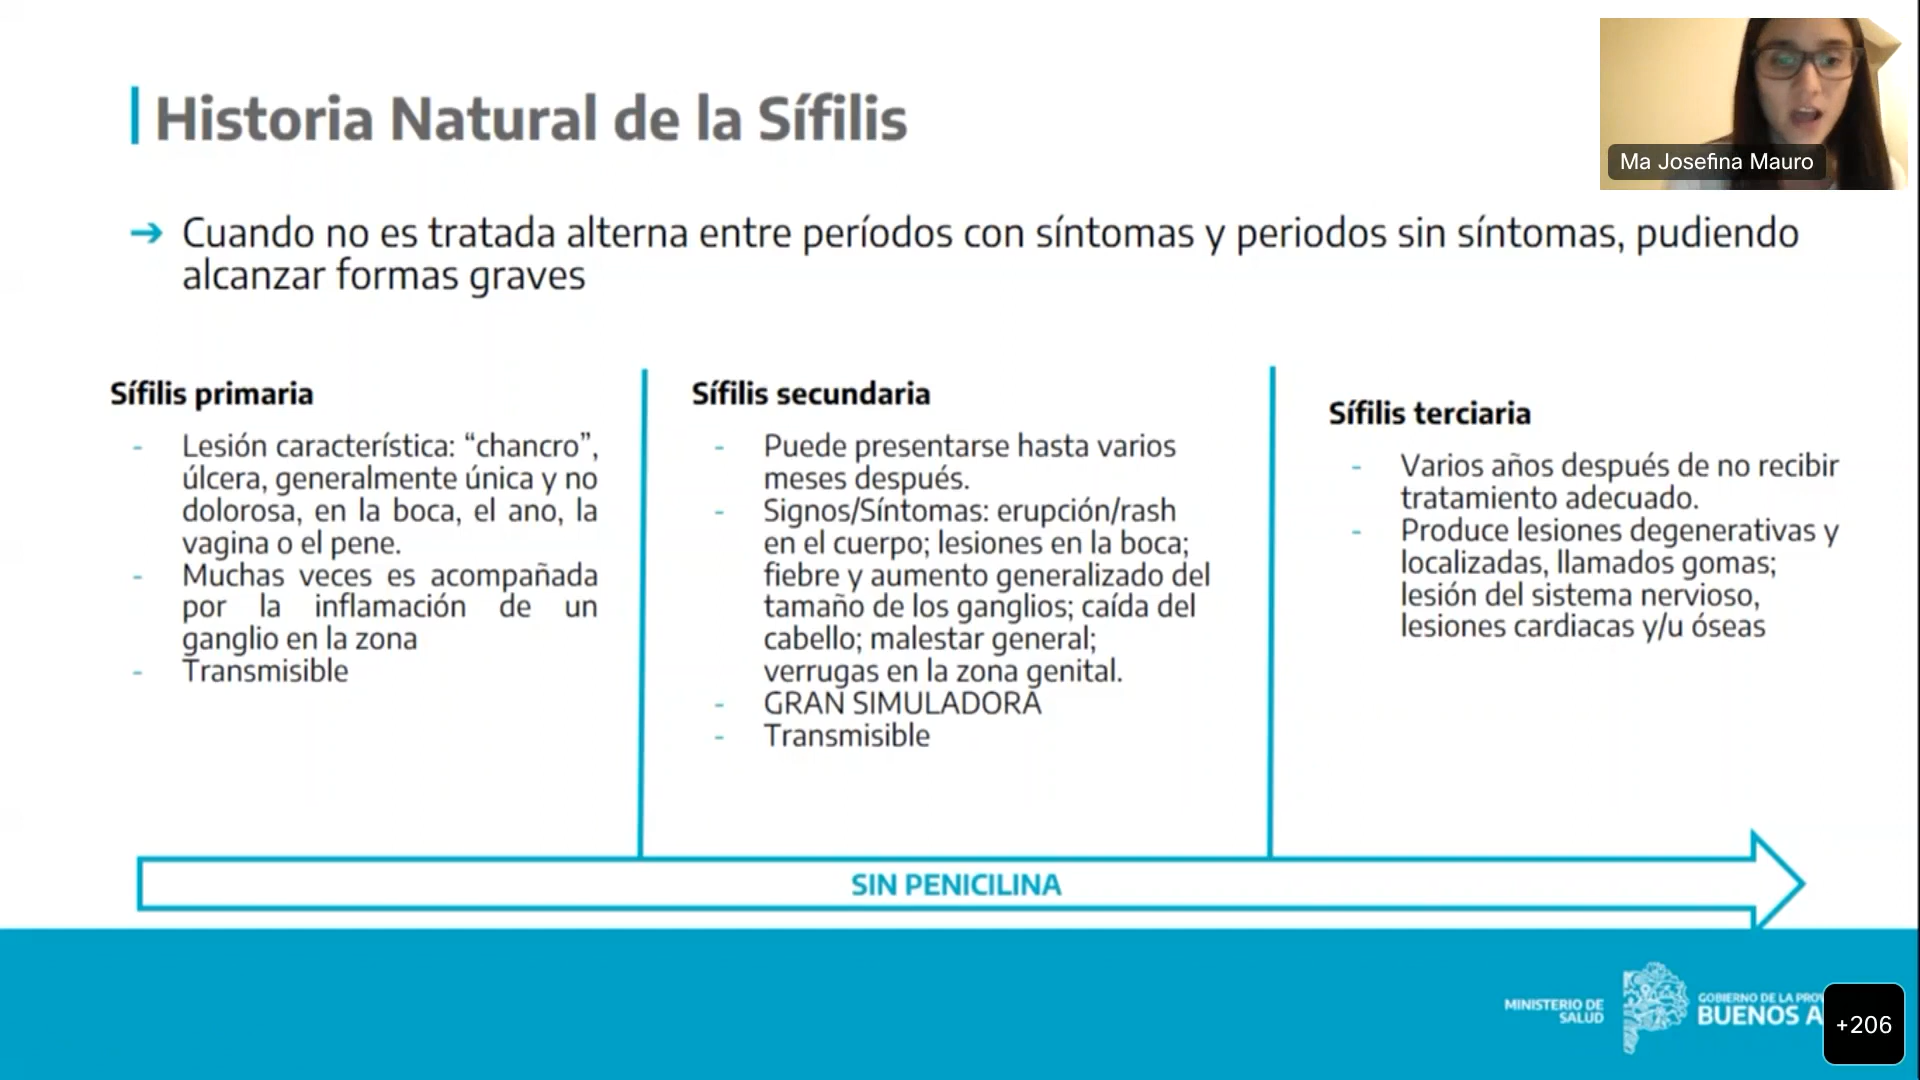 Historia Natural de la Sífilis
Ma Josefina Mauro
➔ Cuando no es tratada alterna entre períodos con síntomas y periodos sin síntomas, pudiendo
alcanzar formas graves
Sífilis primaria
- Lesión característica: “chancro”,
úlcera, generalmente única y no
dolorosa, en la boca, el ano, la
vagina o el pene.
- Muchas veces es acompañada
por la inflamación de un
ganglio en la zona
- Transmisible
Sífilis secundaria
- Puede presentarse hasta varios
meses después.
- Signos/Síntomas: erupción/rash
en el cuerpo; lesiones en la boca;
fiebre y aumento generalizado del
tamaño de los ganglios; caída del
cabello; malestar general;
verrugas en la zona genital.
- GRAN SIMULADORA
- Transmisible
Sífilis terciaria
- Varios años después de no recibir
tratamiento adecuado.
- Produce lesiones degenerativas y
localizadas, llamados gomas;
lesión del sistema nervioso,
lesiones cardiacas y/u óseas
SIN PENICILINA
MINISTERIO DE
SALUD
GOBIERNO DE LA
BUENOS
+206